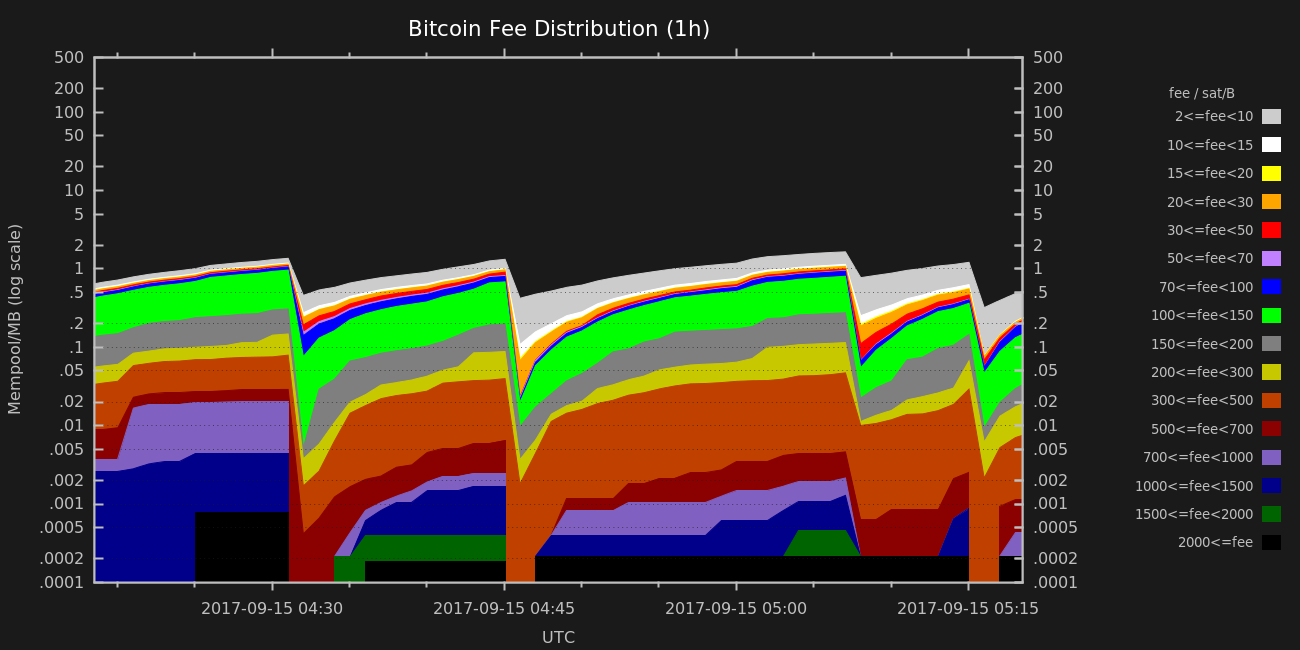 Bitcoin Fee Distribution (1h)
Mempool/MB (log scale)
500
200
100
50
20
10
5
2
1
.5
.2
.1
.05
.02
.01
.005
.002
.001
.0005
.0002
.0001
500
200
100
50
20
10
5
2
1
.5
.2
.1
.05
.02
.01
.005
.002
.001
.0005
.0002
.0001
2017-09-15 04:30
2017-09-15 04:45
2017-09-15 05:00
2017-09-15 05:15
UTC
fee / sat/B
2<=fee<10
10<=fee<15
15<=fee<20
20<=fee<30
30<=fee<50
50<=fee<70
70<=fee<100
100<=fee<150
150<=fee<200
200<=fee<300
300<=fee<500
500<=fee<700
700<=fee<1000
1000<=fee<1500
1500<=fee<2000
2000<=fee